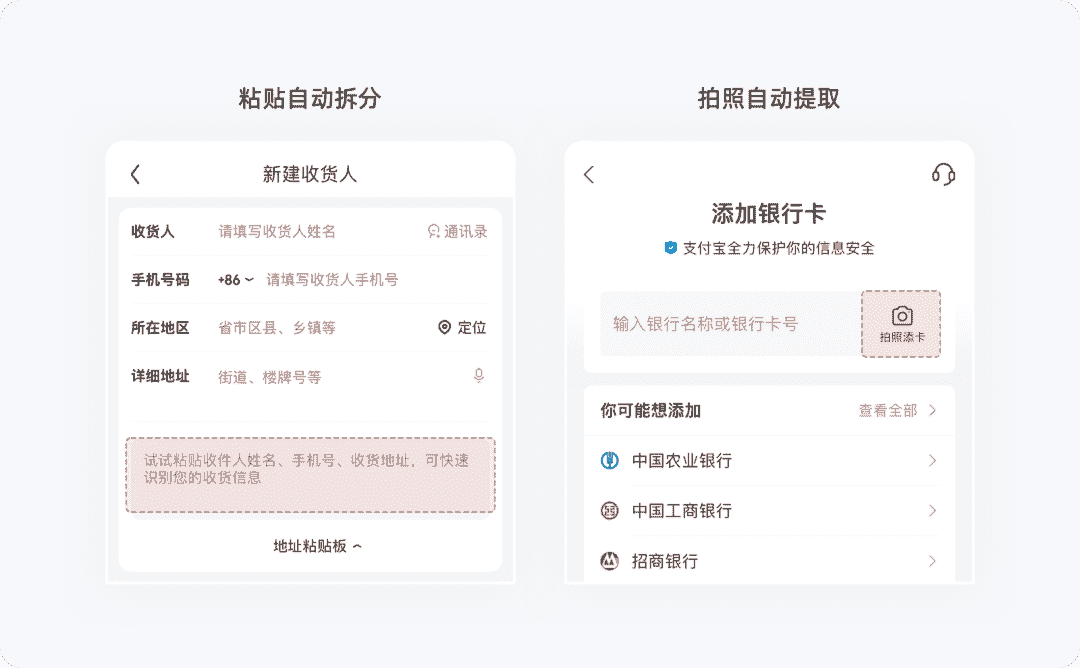 粘贴自动拆分
新建收货人
收货人 请填写收货人姓名 通讯录
手机号码 +86 请填写收货人手机号
所在地区 省市区县、乡镇等 定位
详细地址 街道、楼牌号等
试试粘贴收件人姓名、手机号、收货地址，可快速
识别您的收货信息
地址粘贴板
拍照自动提取
添加银行卡
支付宝全力保护你的信息安全
输入银行名称或银行卡号
拍照添卡
你可能想添加 查看全部
中国农业银行
中国工商银行
招商银行